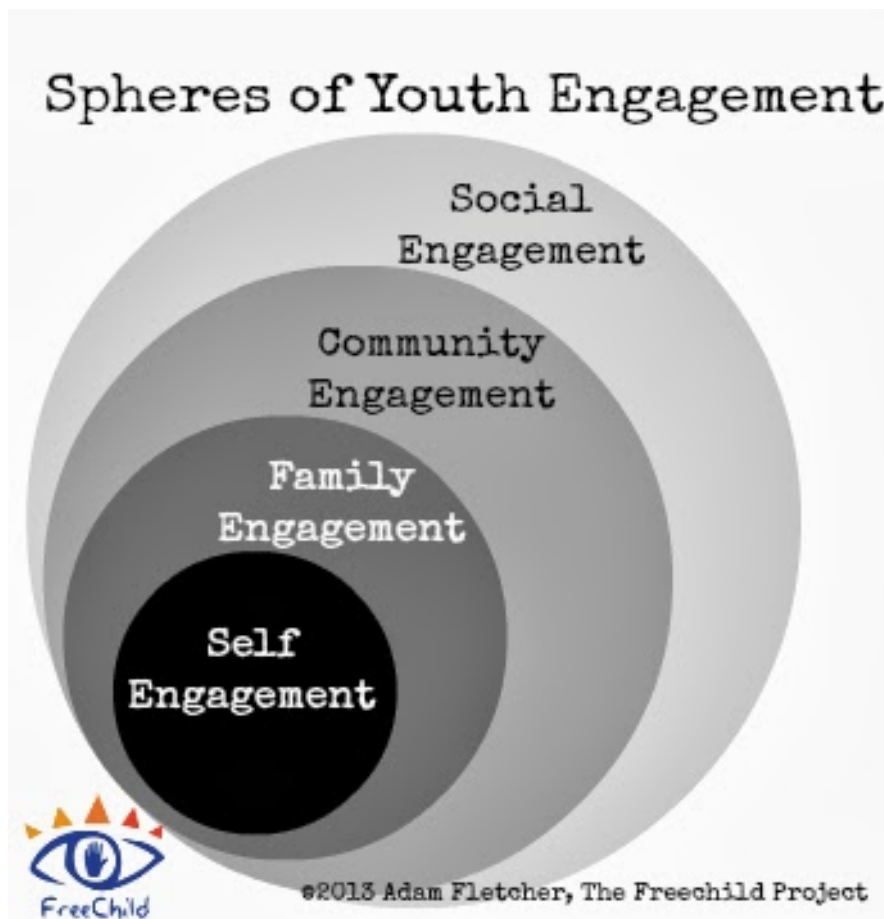 Spheres of Youth Engagement
Social
Engagement
Community
Engagement
Family
Engagement
Self
Engagement
FreeChild
©2013 Adam Fletcher, The Freechild Project